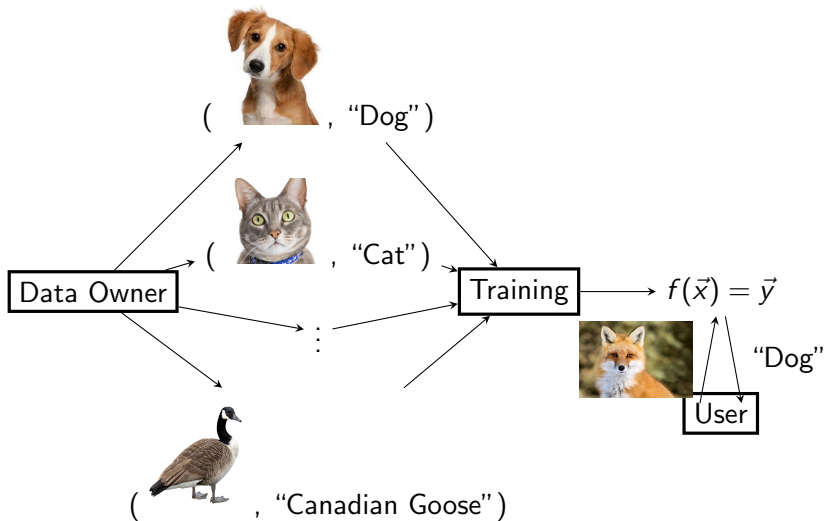 ( , “Dog”)
( , “Cat”)
Data Owner
Training
f(x⃗) = y⃗
⋮
“Dog”
User
( , “Canadian Goose”)